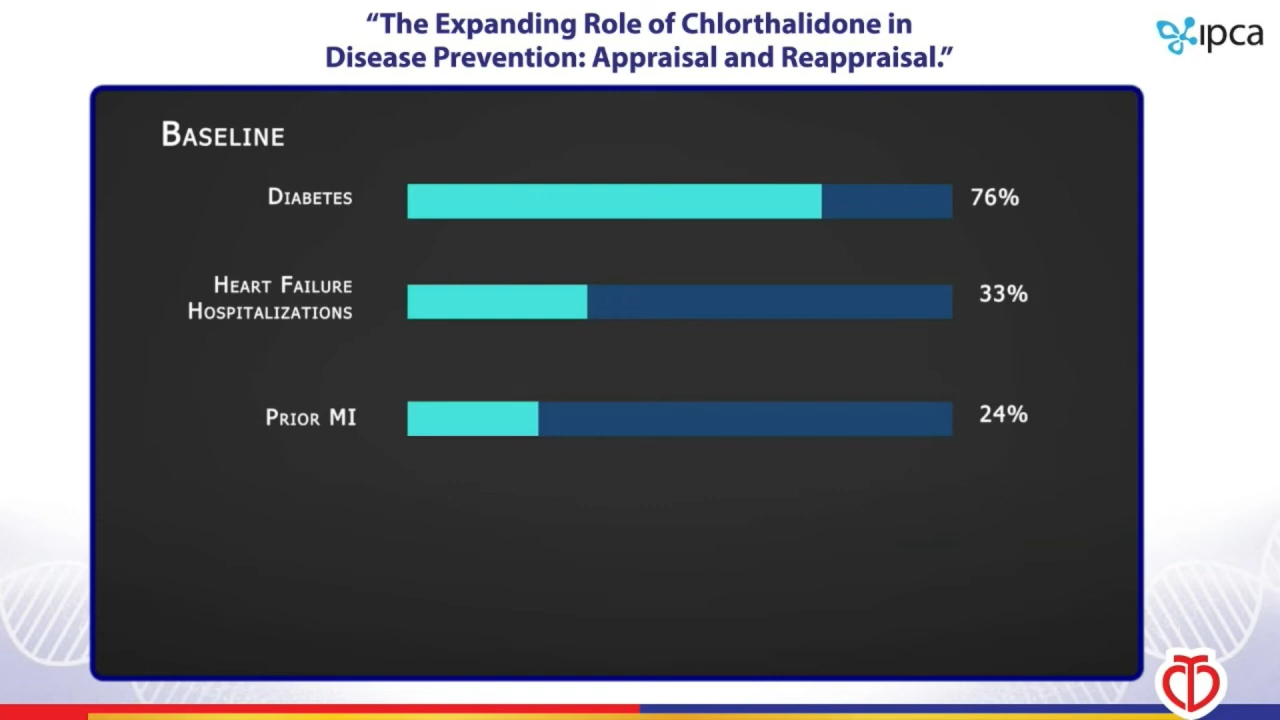 “The Expanding Role of Chlorthalidone in
Disease Prevention: Appraisal and Reappraisal.”
ipca
Baseline
Diabetes 76%
Heart Failure
Hospitalizations 33%
Prior MI 24%